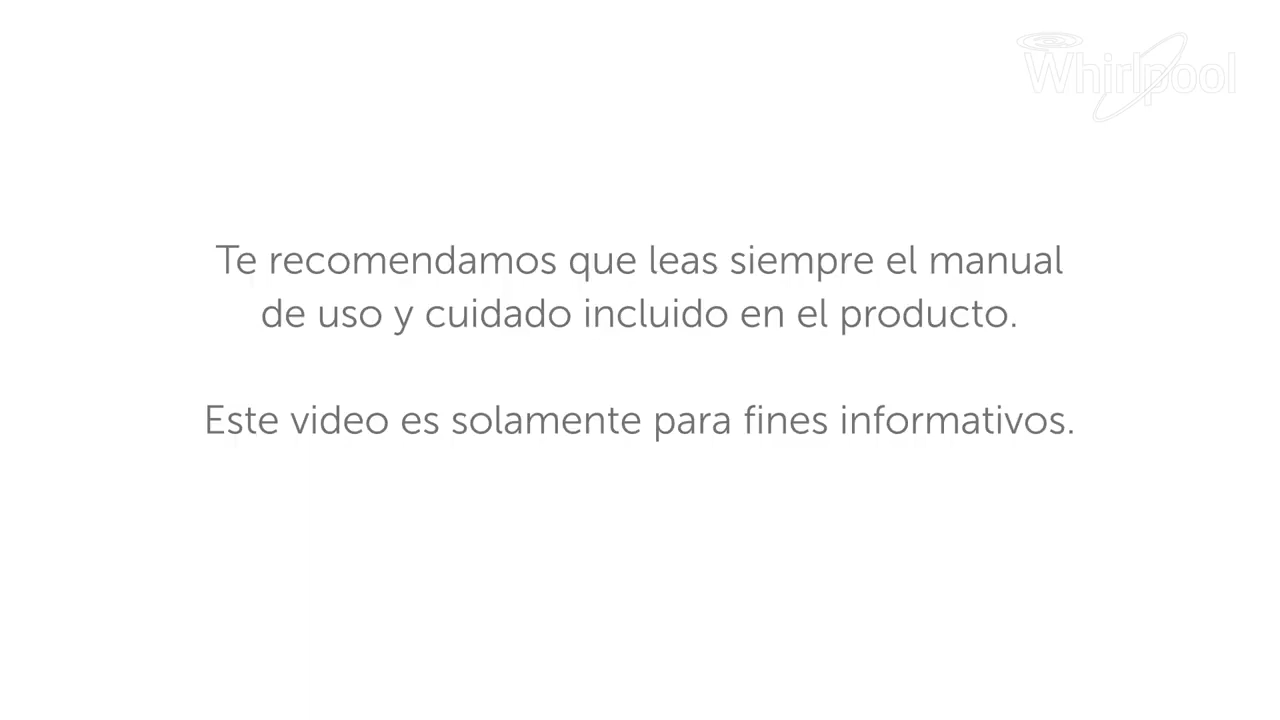 Whirlpool
Te recomendamos que leas siempre el manual
de uso y cuidado incluido en el producto.
Este video es solamente para fines informativos.